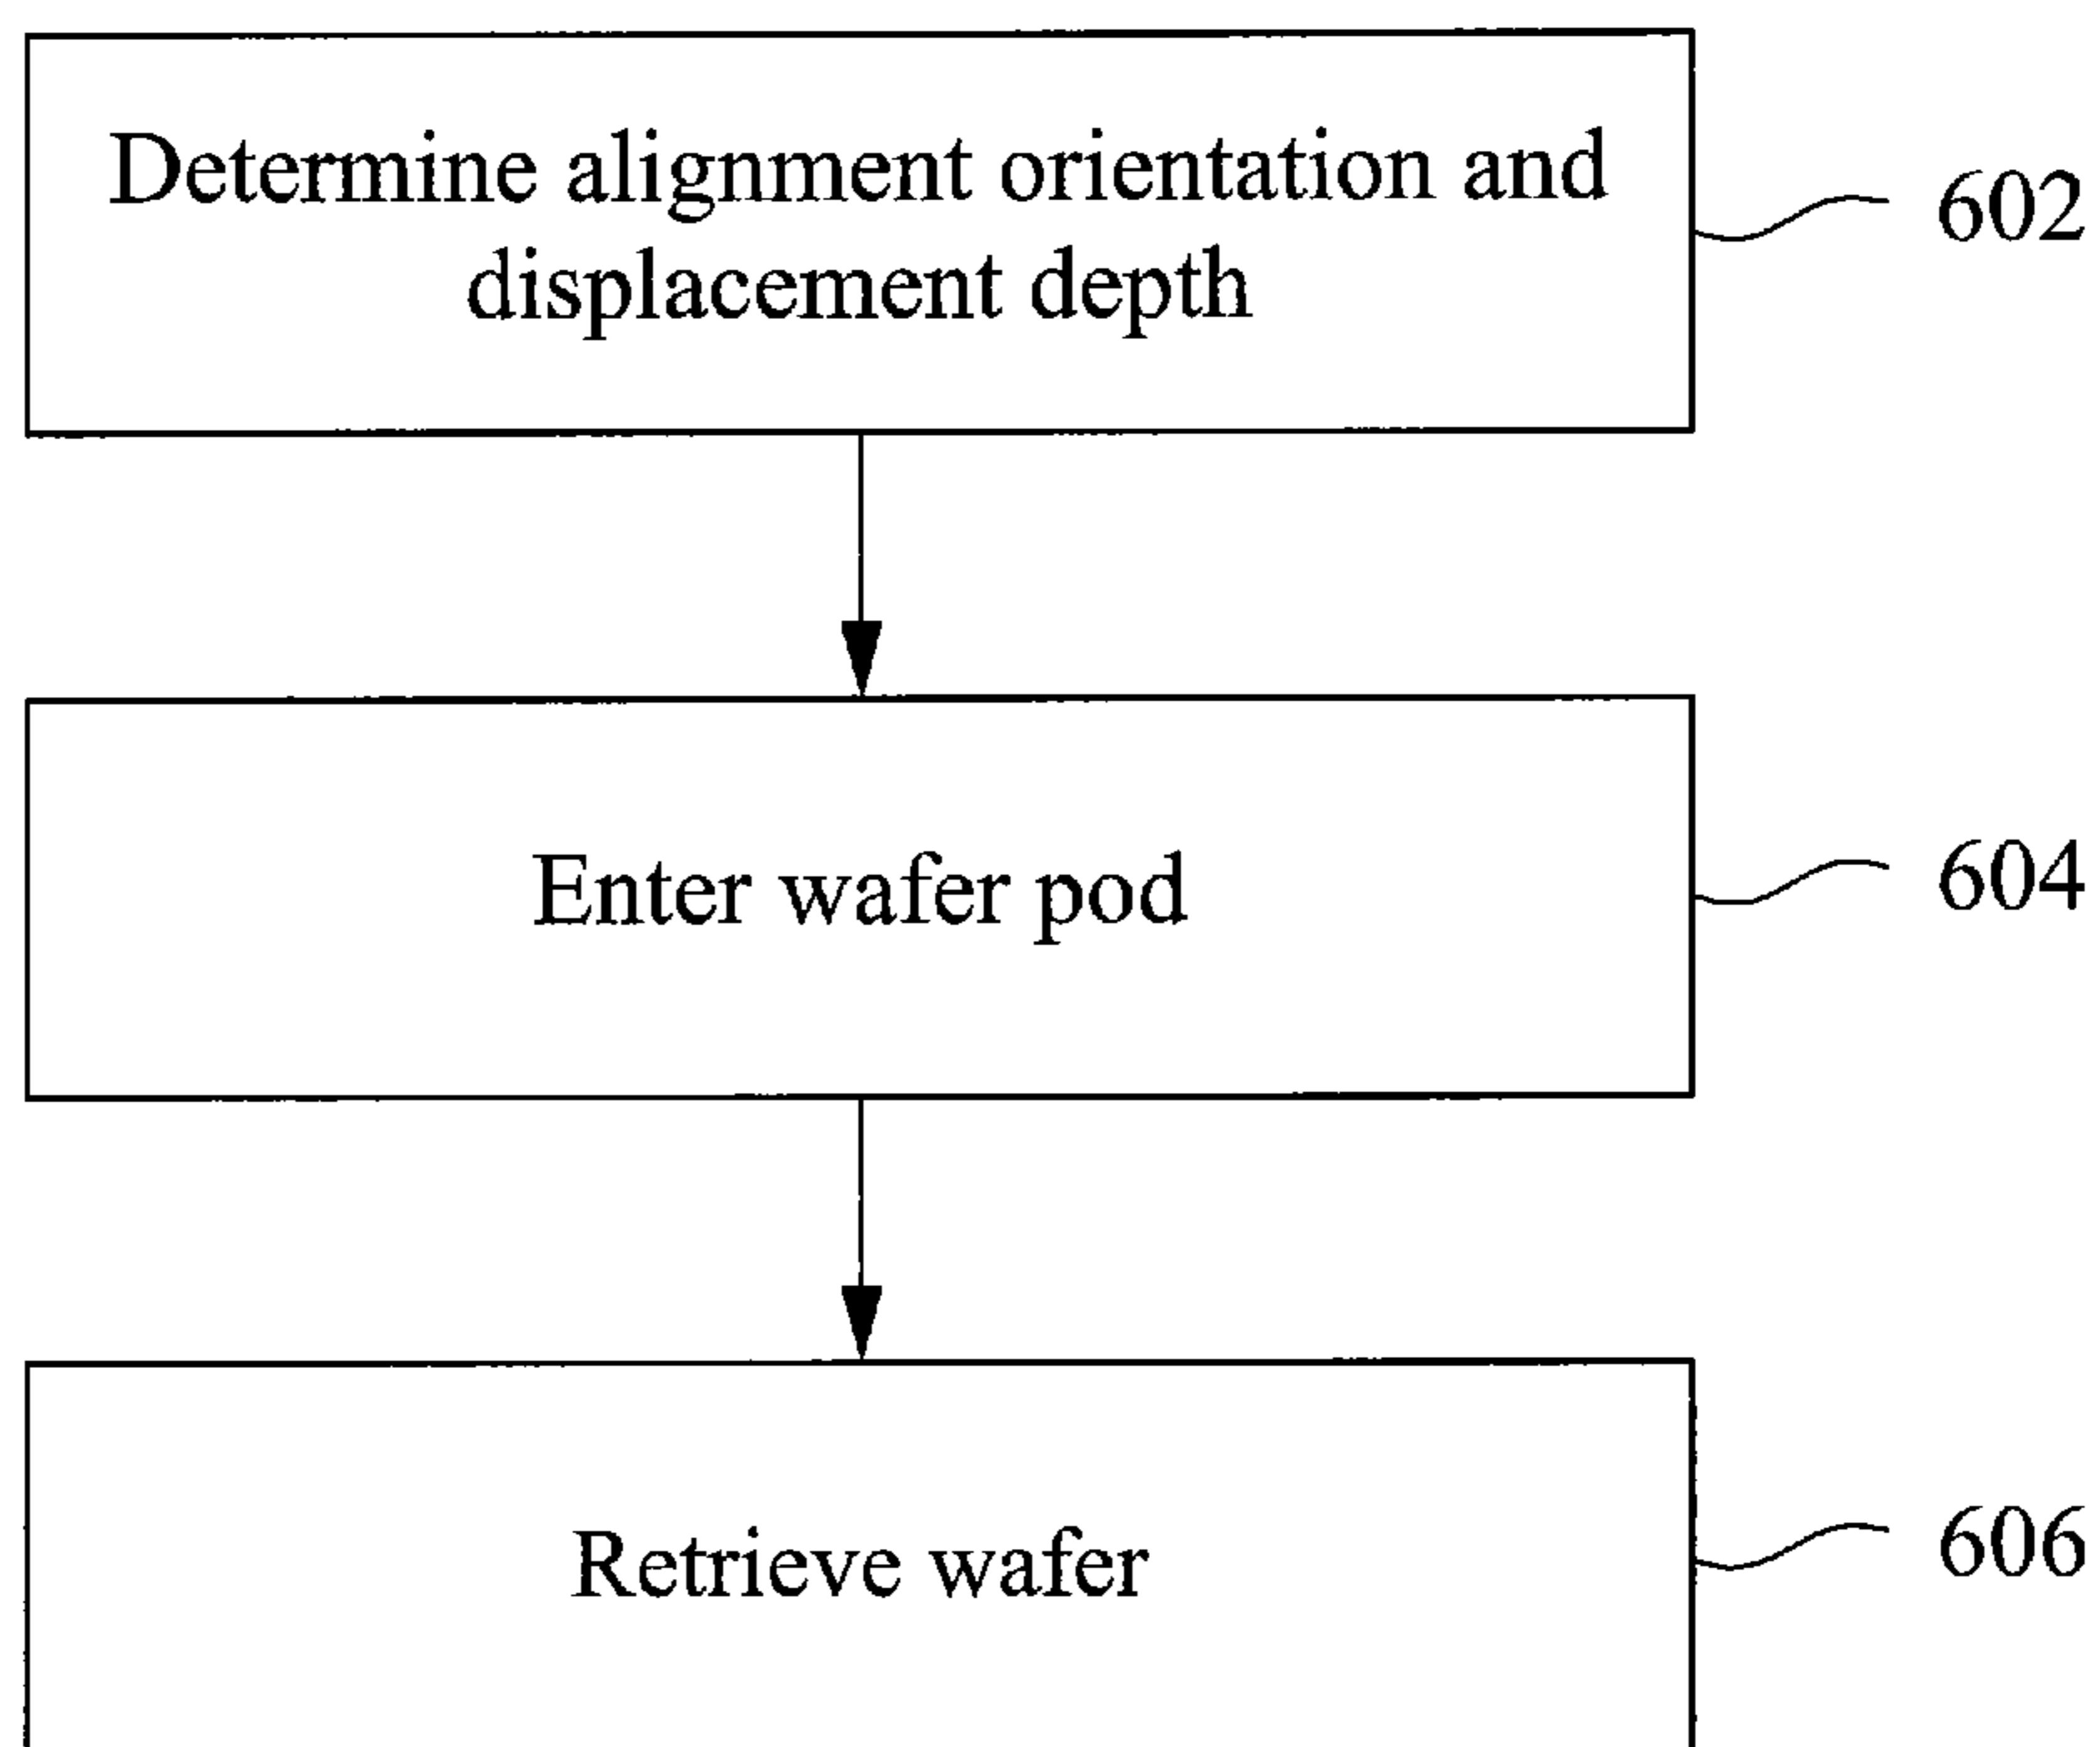 Determine alignment orientation and
displacement depth
602
Enter wafer pod
604
Retrieve wafer
606